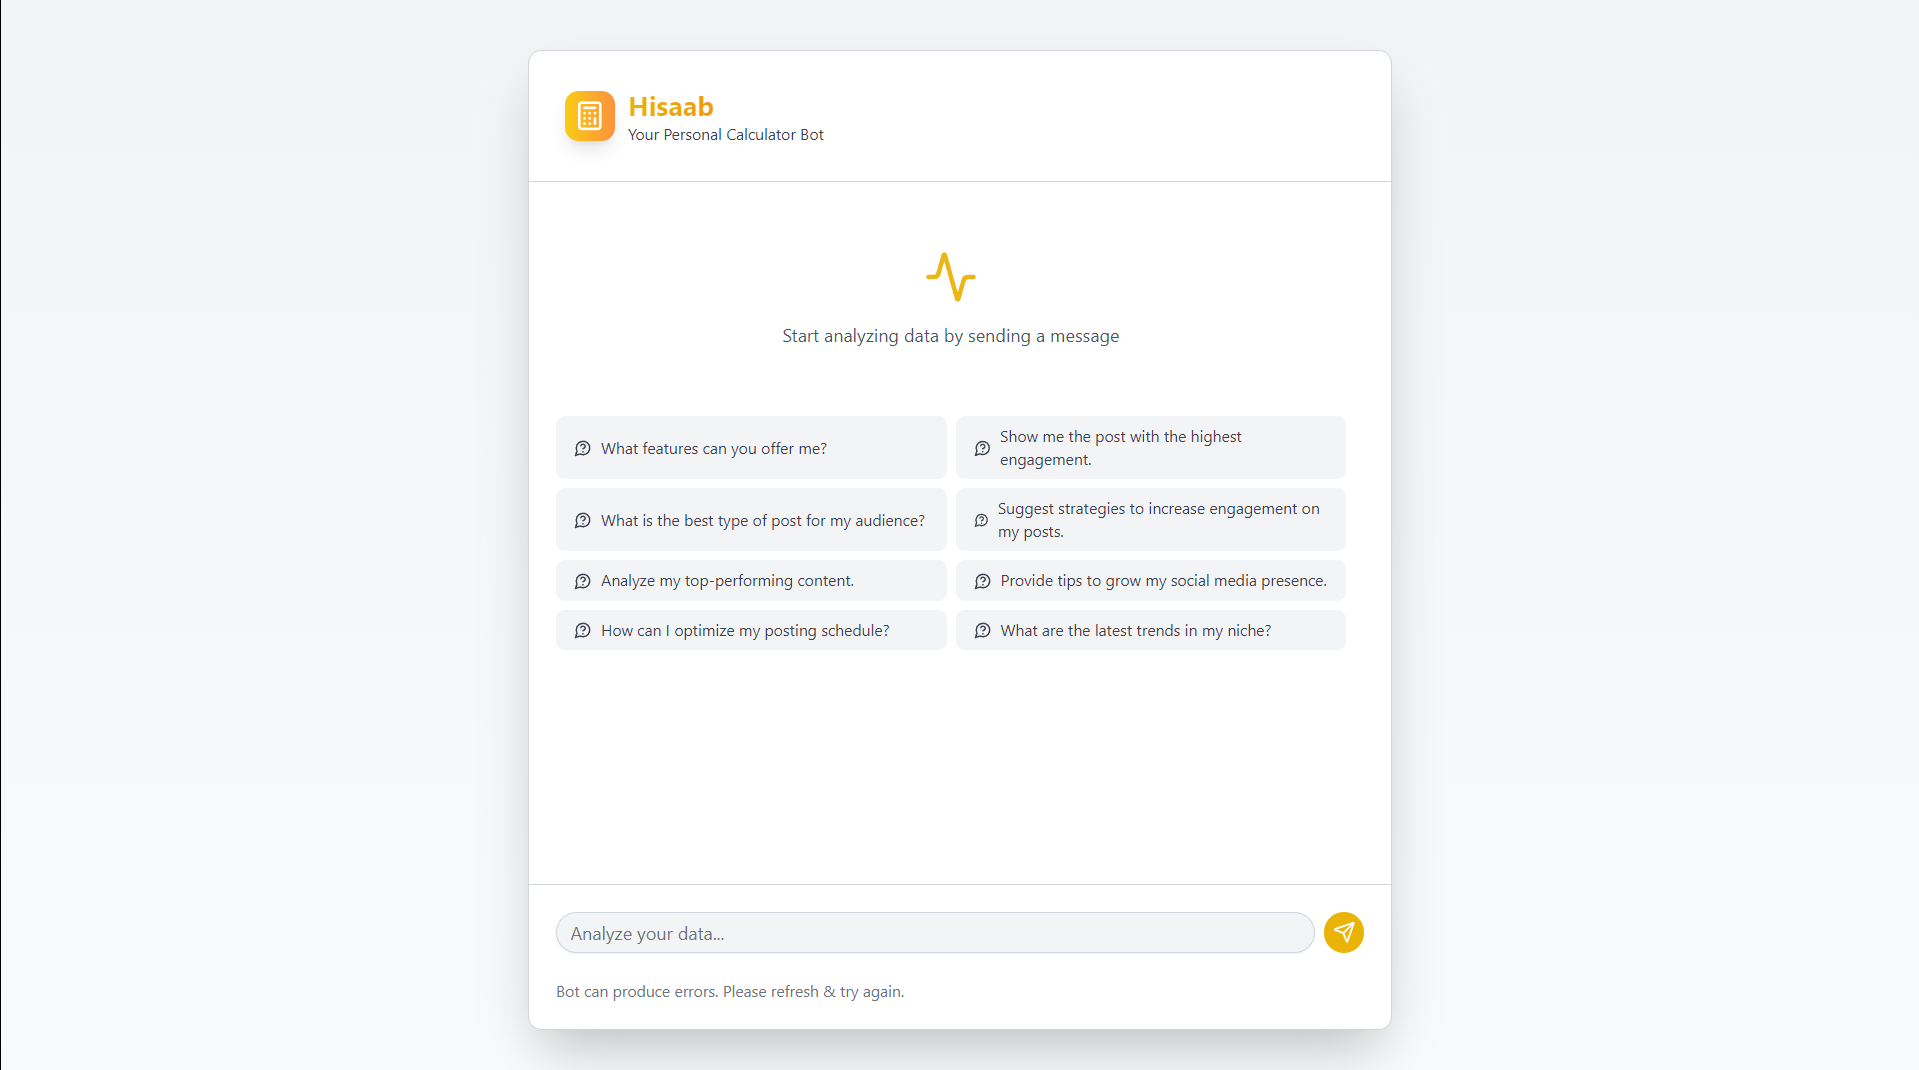 Hisaab
Your Personal Calculator Bot
Start analyzing data by sending a message
What features can you offer me?
Show me the post with the highest
engagement.
What is the best type of post for my audience?
Suggest strategies to increase engagement on
my posts.
Analyze my top-performing content.
Provide tips to grow my social media presence.
How can I optimize my posting schedule?
What are the latest trends in my niche?
Analyze your data...
Bot can produce errors. Please refresh & try again.